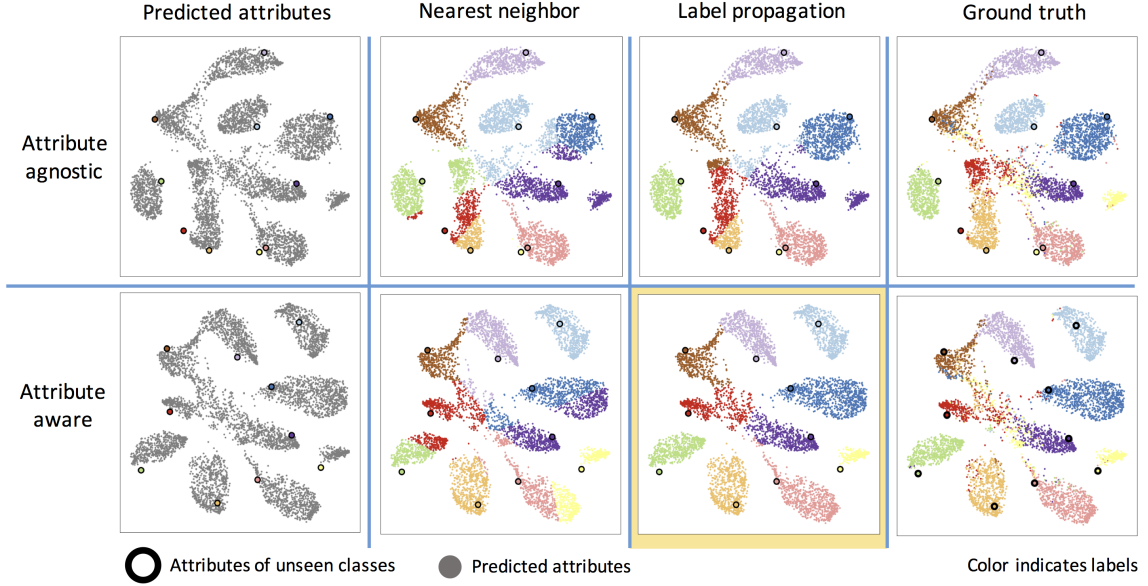 Predicted attributes Nearest neighbor Label propagation Ground truth
Attribute
agnostic
Attribute
aware
Attributes of unseen classes Predicted attributes Color indicates labels